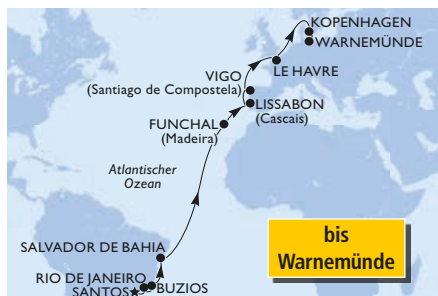 KOPENHAGEN
WARNEMÜNDE
LE HAVRE
VIGO
(Santiago de Compostela)
LISSABON
(Cascais)
FUNCHAL
(Madeira)
Atlantischer
Ozean
SALVADOR DE BAHIA
RIO DE JANEIRO
BUZIOS
SANTOS
bis
Warnemünde